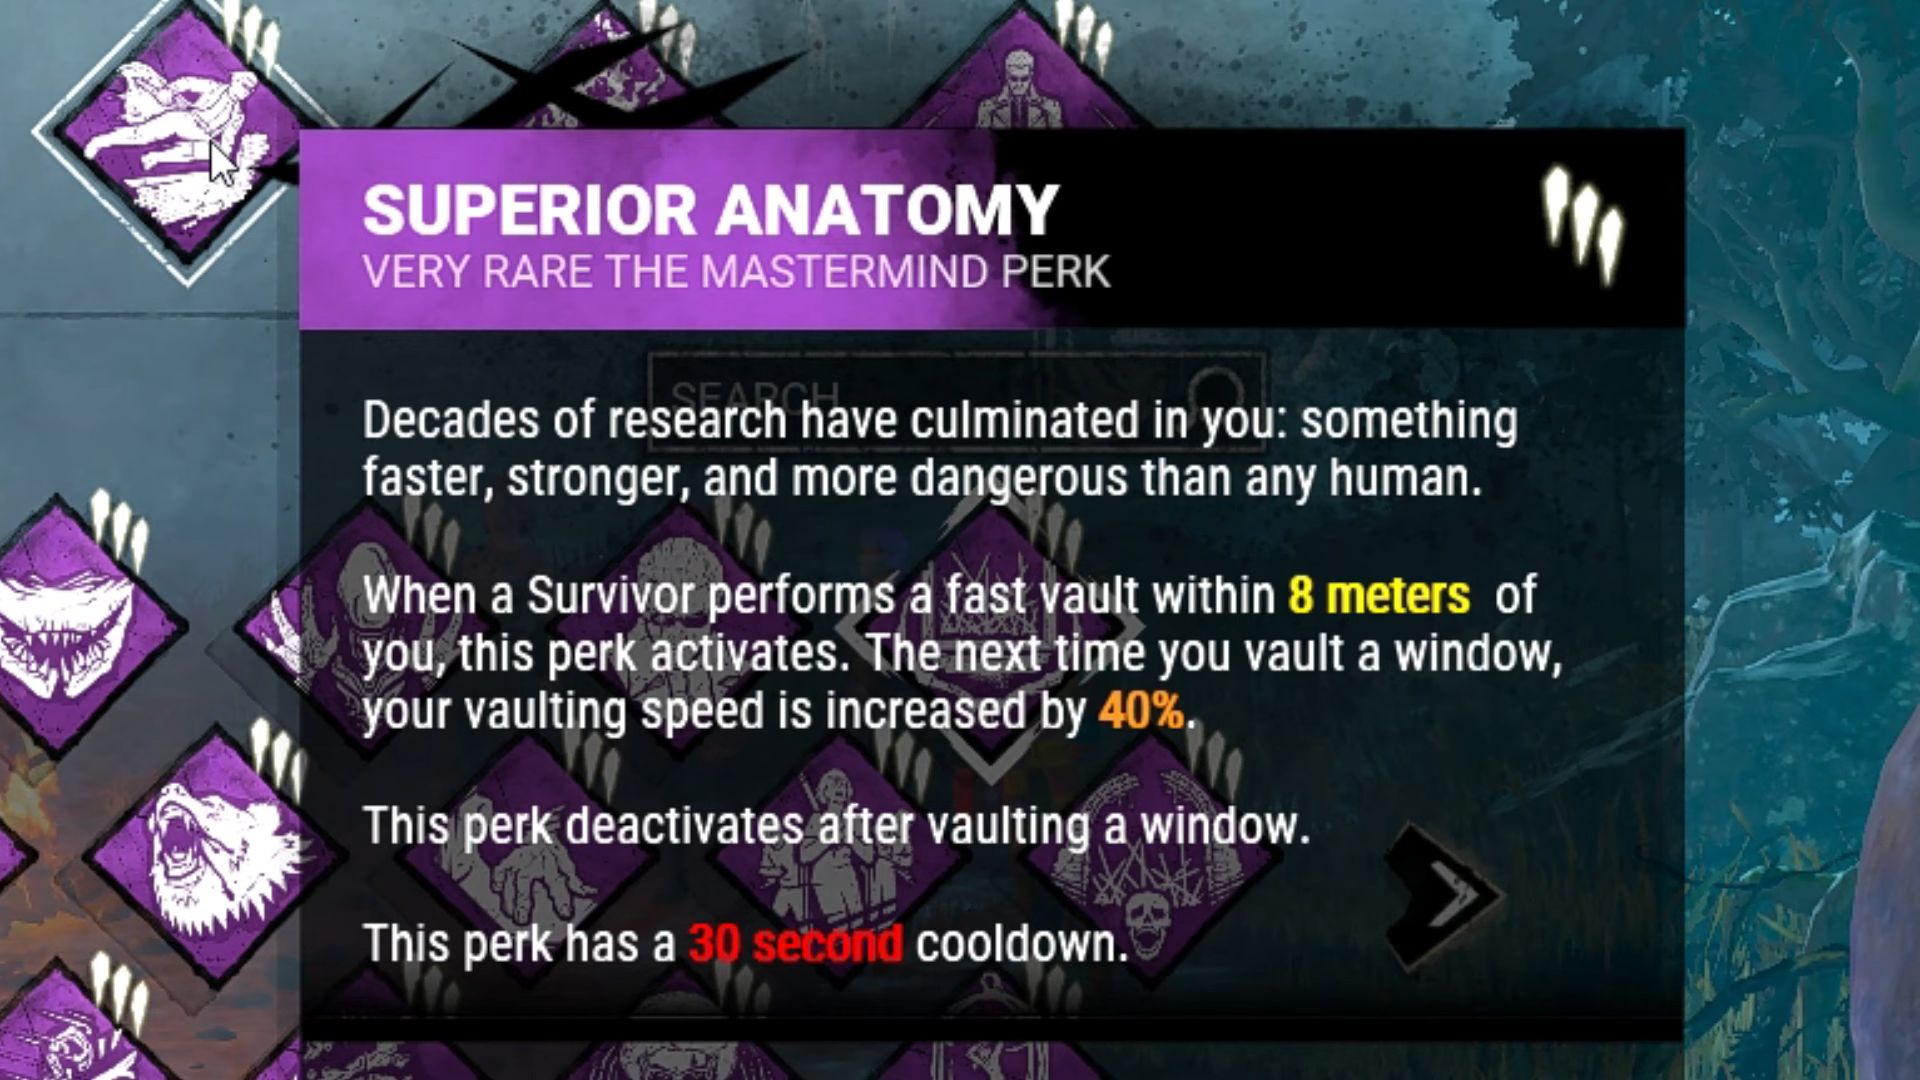 SUPERIOR ANATOMY
VERY RARE THE MASTERMIND PERK
SEARCH
Decades of research have culminated in you: something
faster, stronger, and more dangerous than any human.
When a Survivor performs a fast vault within 8 meters of
you, this perk activates. The next time you vault a window,
your vaulting speed is increased by 40%.
This perk deactivates after vaulting a window.
This perk has a 30 second cooldown.